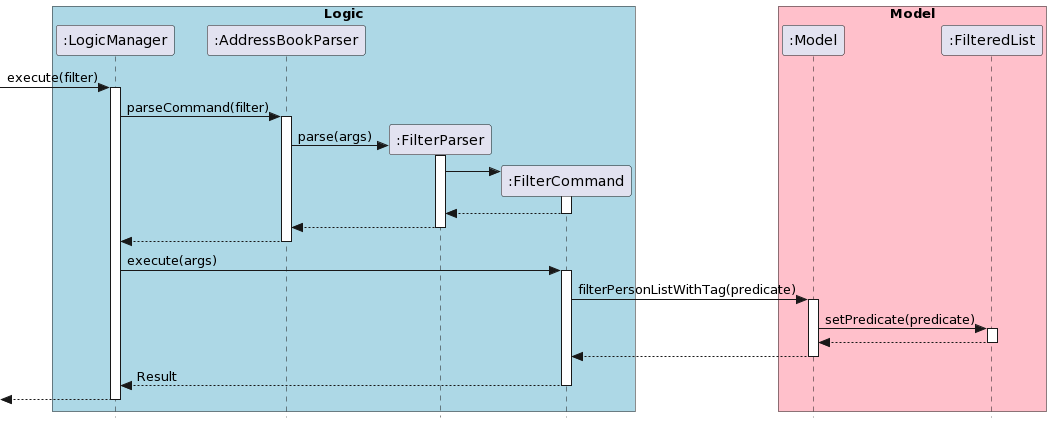 Logic
Model
:LogicManager
:AddressBookParser
:Model
:FilteredList
execute(filter)
parseCommand(filter)
parse(args)
:FilterParser
:FilterCommand
execute(args)
filterPersonListWithTag(predicate)
setPredicate(predicate)
Result